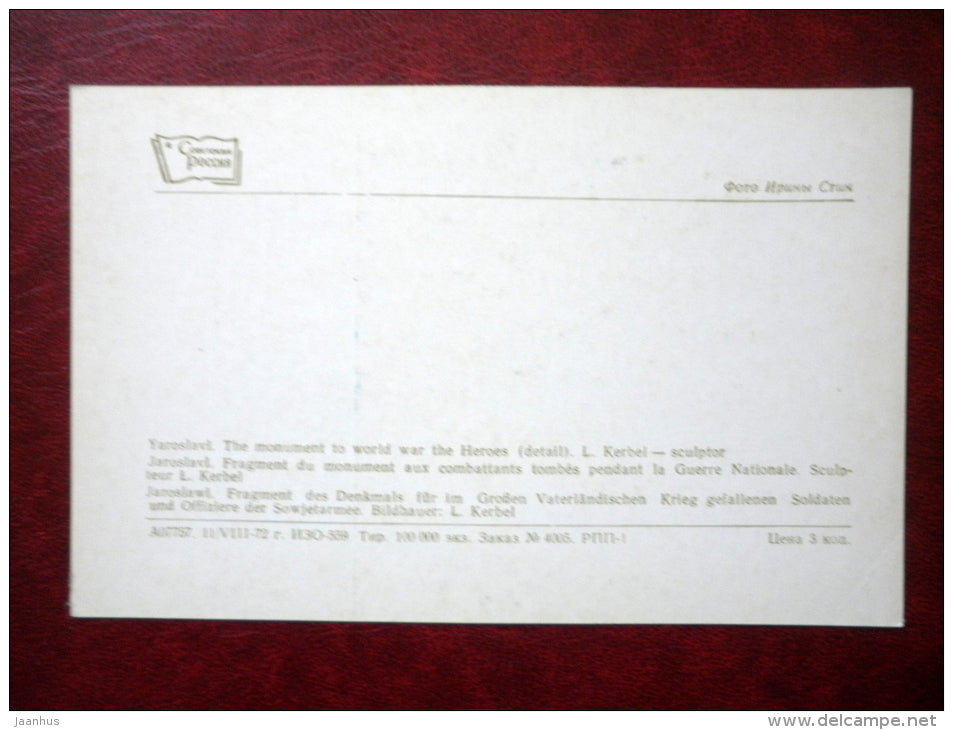 Советская
Россия
Фото Ирины Стин
Yaroslavl. The monument to world war the Heroes (detail). L. Kerbel — sculptor
Jaroslavl. Fragment du monument aux combattants tombés pendant la Guerre Nationale. Sculp-
teur L. Kerbel
Jaroslawl. Fragment des Denkmals für im Großen Vaterländischen Krieg gefallenen Soldaten
und Offiziere der Sowjetarmee. Bildhauer: L. Kerbel
А07757. 11/VIII-72 г. ИЗО-559 Тир. 100 000 экз. Заказ № 4005. РПП-1 Цена 3 коп.
jaanhus
www.delcampe.net